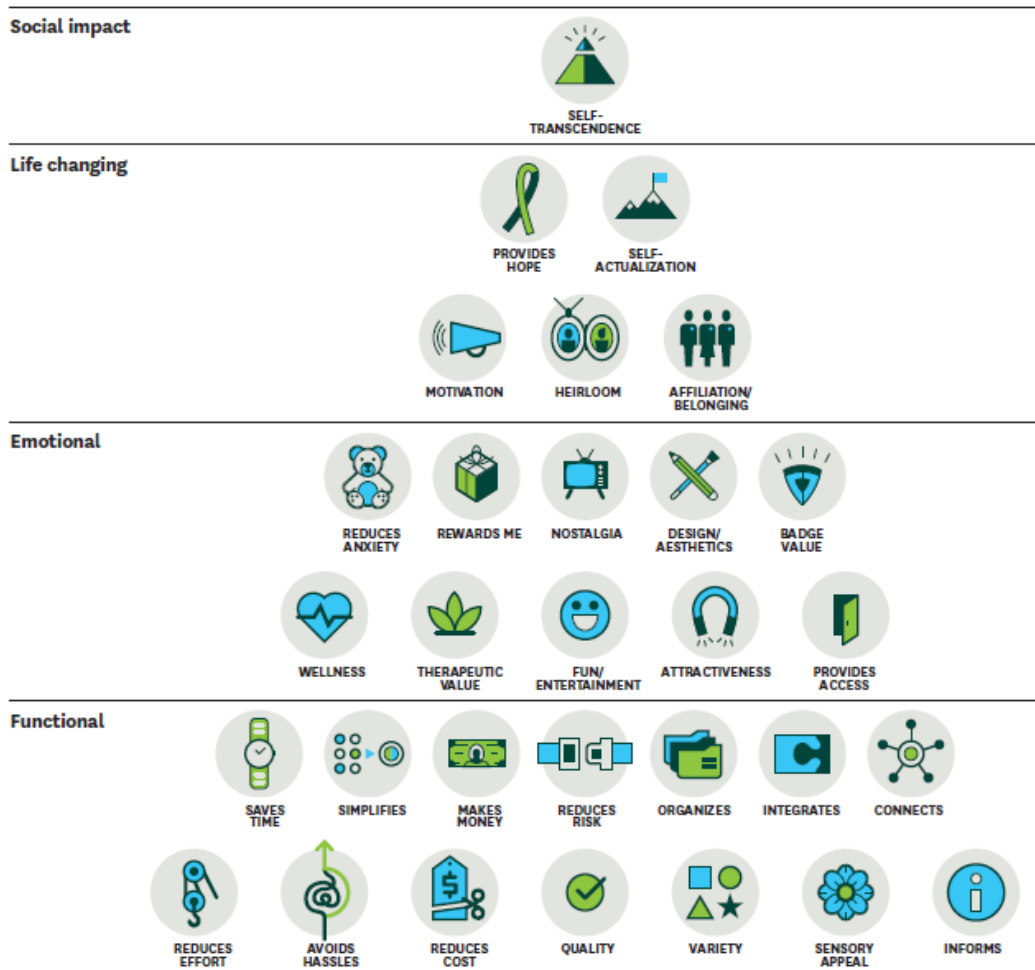 Social impact
SELF-
TRANSCENDENCE
Life changing
PROVIDES
HOPE
SELF-
ACTUALIZATION
MOTIVATION
HEIRLOOM
AFFILIATION/
BELONGING
Emotional
REDUCES
ANXIETY
REWARDS ME
NOSTALGIA
DESIGN/
AESTHETICS
BADGE
VALUE
WELLNESS
THERAPEUTIC
VALUE
FUN/
ENTERTAINMENT
ATTRACTIVENESS
PROVIDES
ACCESS
Functional
SAVES
TIME
SIMPLIFIES
MAKES
MONEY
REDUCES
RISK
ORGANIZES
INTEGRATES
CONNECTS
REDUCES
EFFORT
AVOIDS
HASSLES
$
REDUCES
COST
QUALITY
VARIETY
SENSORY
APPEAL
i
INFORMS